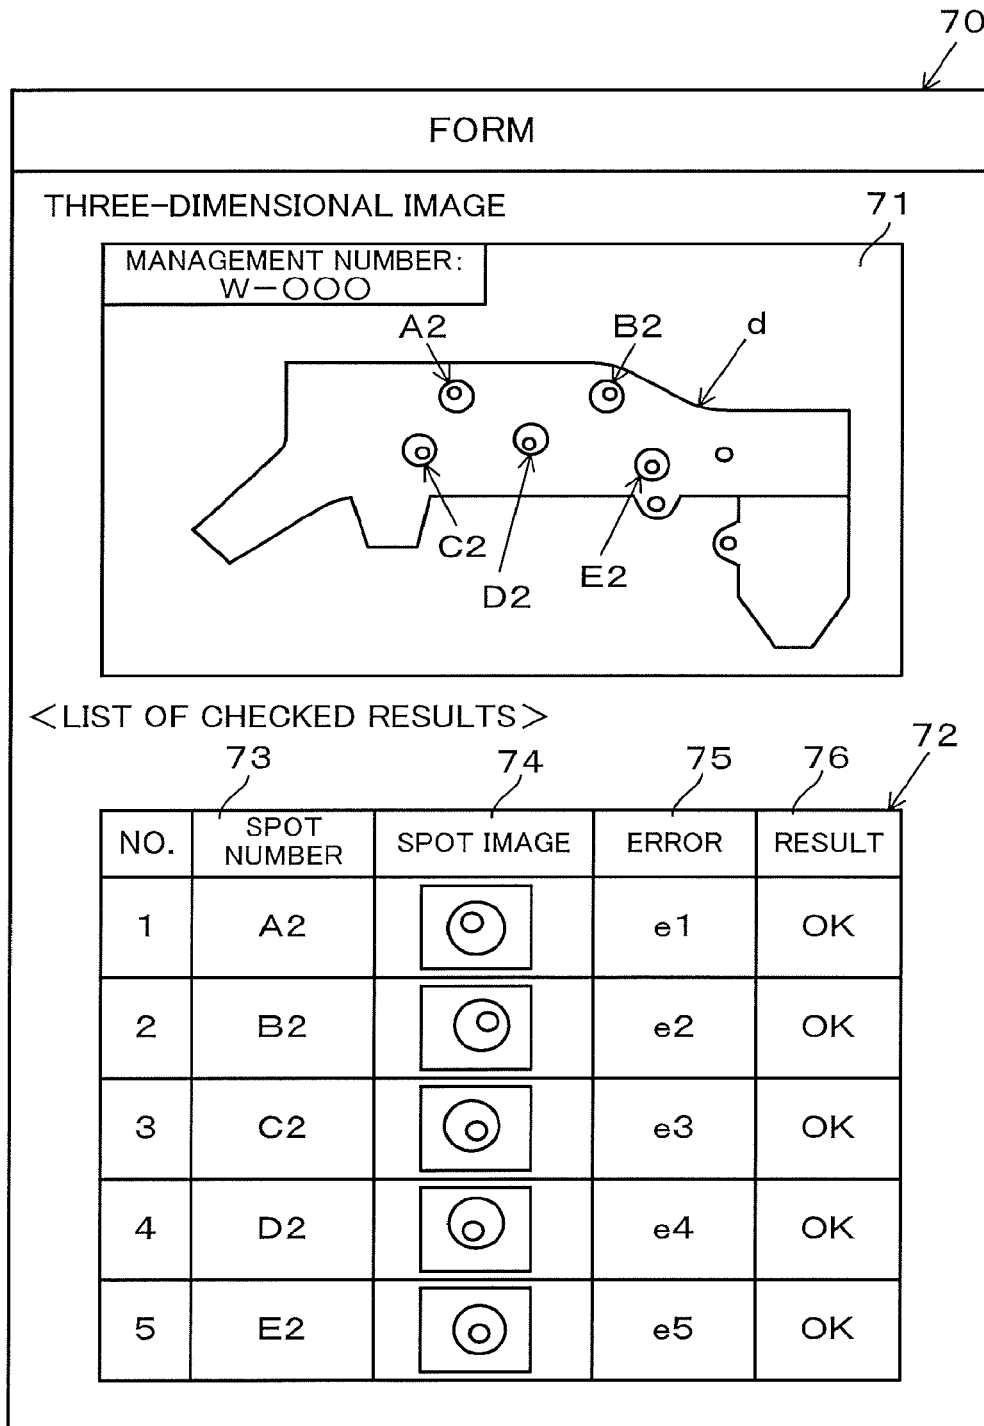 70
FORM
THREE-DIMENSIONAL IMAGE
71
MANAGEMENT NUMBER:
W-○○○
A2
B2
d
C2
D2
E2
<LIST OF CHECKED RESULTS>
73
74
75
76
72
NO. SPOT NUMBER SPOT IMAGE ERROR RESULT
1 A2 e1 OK
2 B2 e2 OK
3 C2 e3 OK
4 D2 e4 OK
5 E2 e5 OK